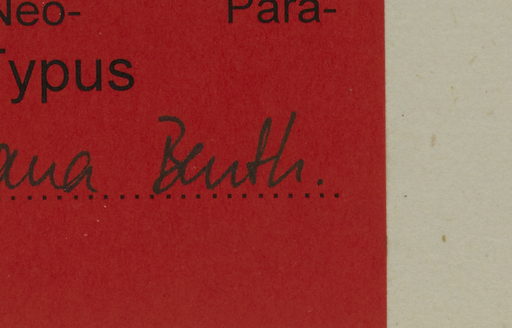 Neo- Para-
Typus
ana Benth.